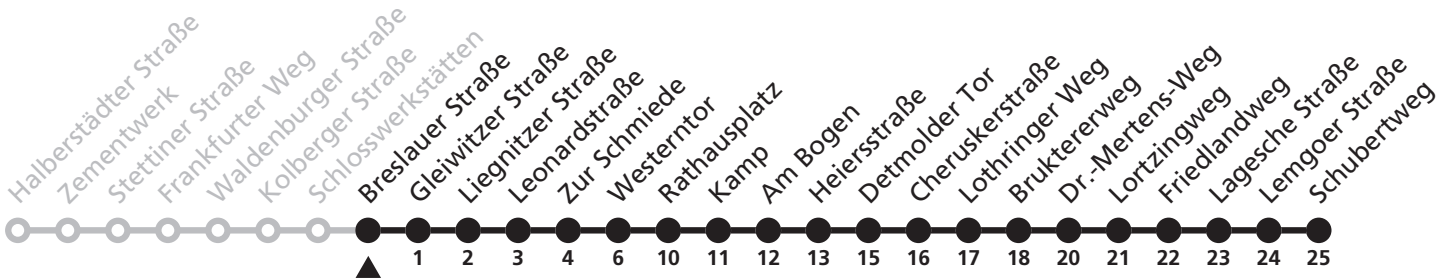 Halberstädter Straße
Zementwerk
Stettiner Straße
Frankfurter Weg
Waldenburger Straße
Kolberger Straße
Schlosswerkstätten
Breslauer Straße
Gleiwitzer Straße
Liegnitzer Straße
Leonardstraße
Zur Schmiede
Westerntor
Rathausplatz
Kamp
Am Bogen
Heiersstraße
Detmolder Tor
Cheruskerstraße
Lothringer Weg
Bruktererweg
Dr.-Mertens-Weg
Lortzingweg
Friedlandweg
Lagesche Straße
Lemgoer Straße
Schubertweg
1 2 3 4 6 10 11 12 13 15 16 17 18 20 21 22 23 24 25